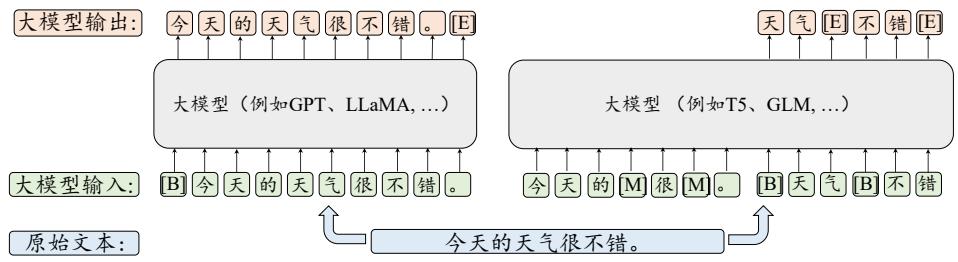 大模型输出: 今 天 的 天 气 很 不 错 。 [E] 天 气 [E] 不 错 [E]
大模型（例如GPT、LLaMA, …） 大模型 （例如T5、GLM, …）
大模型输入: [B] 今 天 的 天 气 很 不 错 。 今 天 的 [M] 很 [M] 。 [B] 天 气 [B] 不 错
原始文本: 今天的天气很不错。